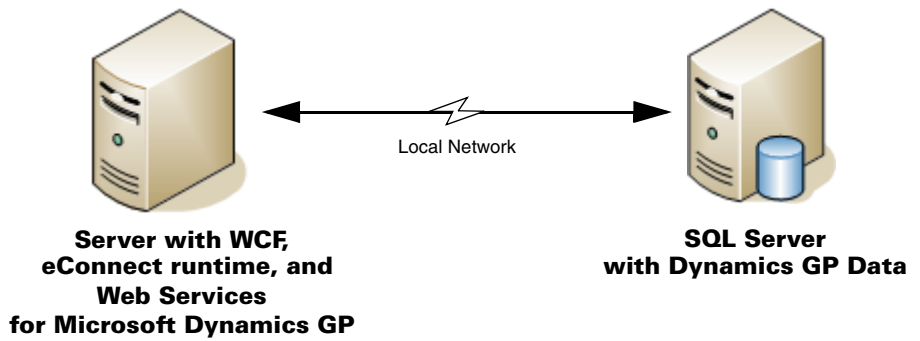 Local Network
Server with WCF,
eConnect runtime, and
Web Services
for Microsoft Dynamics GP
SQL Server
with Dynamics GP Data